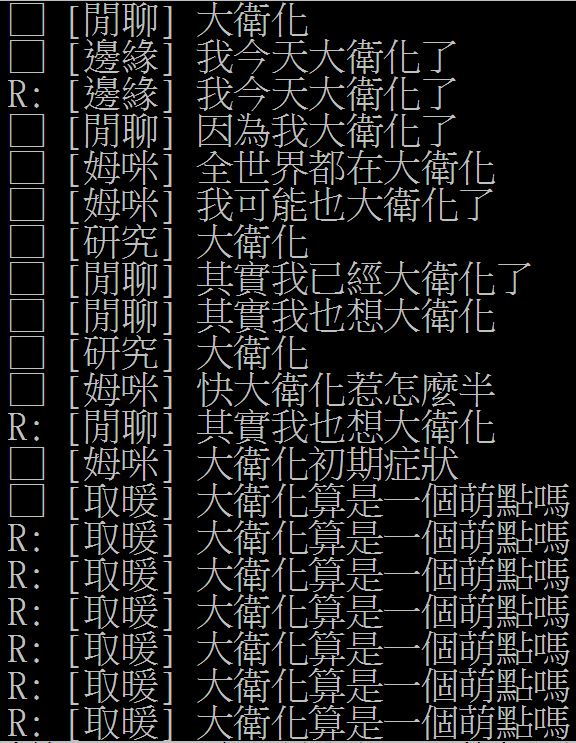 □ [閒聊] 大衛化
□ [邊緣] 我今天大衛化了
R: [邊緣] 我今天大衛化了
□ [閒聊] 因為我大衛化了
□ [姆咪] 全世界都在大衛化
□ [姆咪] 我可能也大衛化了
□ [研究] 大衛化
□ [閒聊] 其實我已經大衛化了
□ [閒聊] 其實我也想大衛化
□ [研究] 大衛化
□ [姆咪] 快大衛化惹怎麼半
R: [閒聊] 其實我也想大衛化
□ [姆咪] 大衛化初期症狀
□ [取暖] 大衛化算是一個萌點嗎
R: [取暖] 大衛化算是一個萌點嗎
R: [取暖] 大衛化算是一個萌點嗎
R: [取暖] 大衛化算是一個萌點嗎
R: [取暖] 大衛化算是一個萌點嗎
R: [取暖] 大衛化算是一個萌點嗎
R: [取暖] 大衛化算是一個萌點嗎